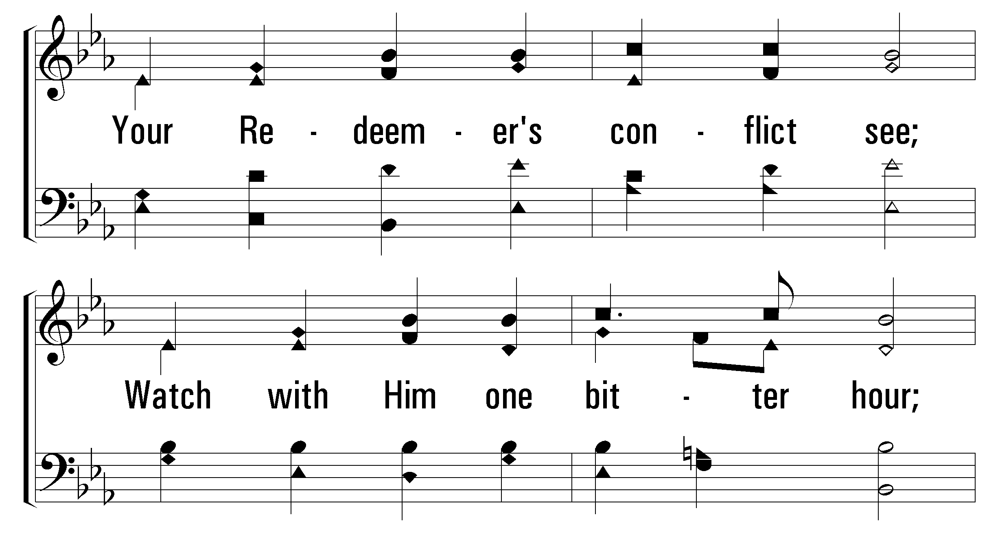 Your Re - deem - er's con - flict see;
Watch with Him one bit - ter hour;